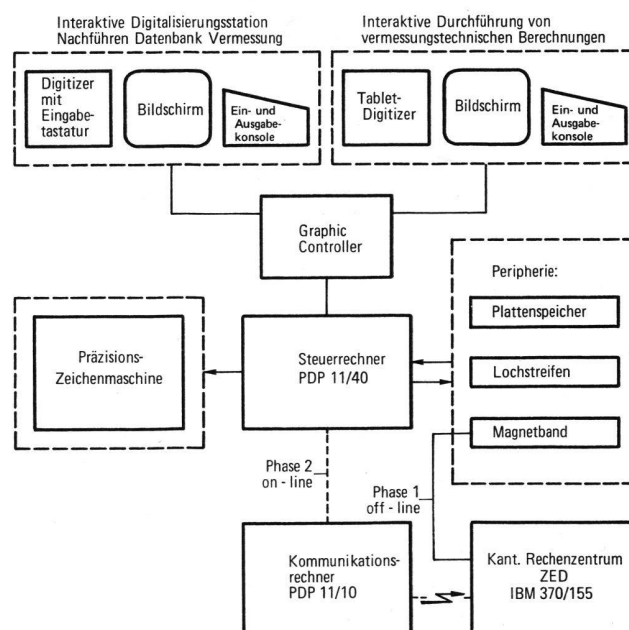 Interaktive Digitalisierungsstation
Nachführen Datenbank Vermessung
Digitizer
mit
Eingabe-
tastatur
Bildschirm
Ein- und
Ausgabe-
konsole
Interaktive Durchführung von
vermessungstechnischen Berechnungen
Tablet-
Digitizer
Bildschirm
Ein- und
Ausgabe-
konsole
Graphic
Controller
Peripherie:
Plattenspeicher
Lochstreifen
Magnetband
Präzisions-
Zeichenmaschine
Steuerrechner
PDP 11/40
Phase 2
on - line
Phase 1
off - line
Kommunikations-
rechner
PDP 11/10
Kant. Rechenzentrum
ZED
IBM 370/155